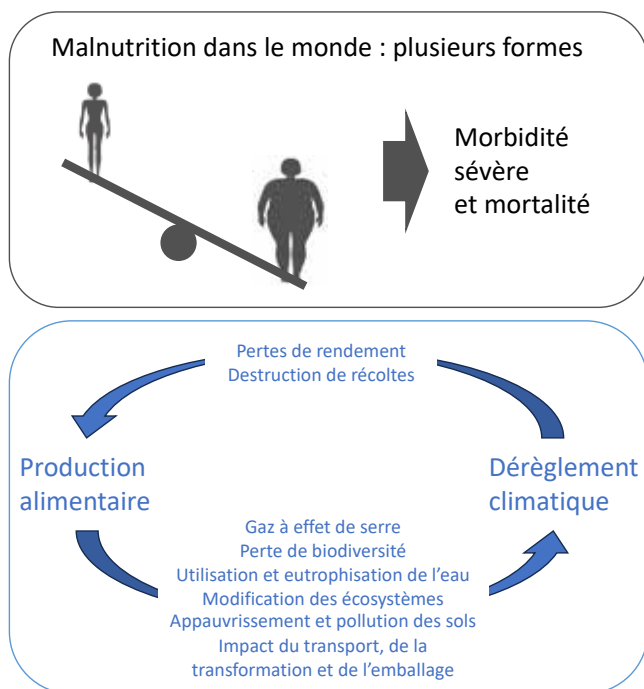 Malnutrition dans le monde : plusieurs formes
Morbidité
sévère
et mortalité
Pertes de rendement
Destruction de récoltes
Production
alimentaire
Dérèglement
climatique
Gaz à effet de serre
Perte de biodiversité
Utilisation et eutrophisation de l’eau
Modification des écosystèmes
Appauvrissement et pollution des sols
Impact du transport, de la
transformation et de l’emballage